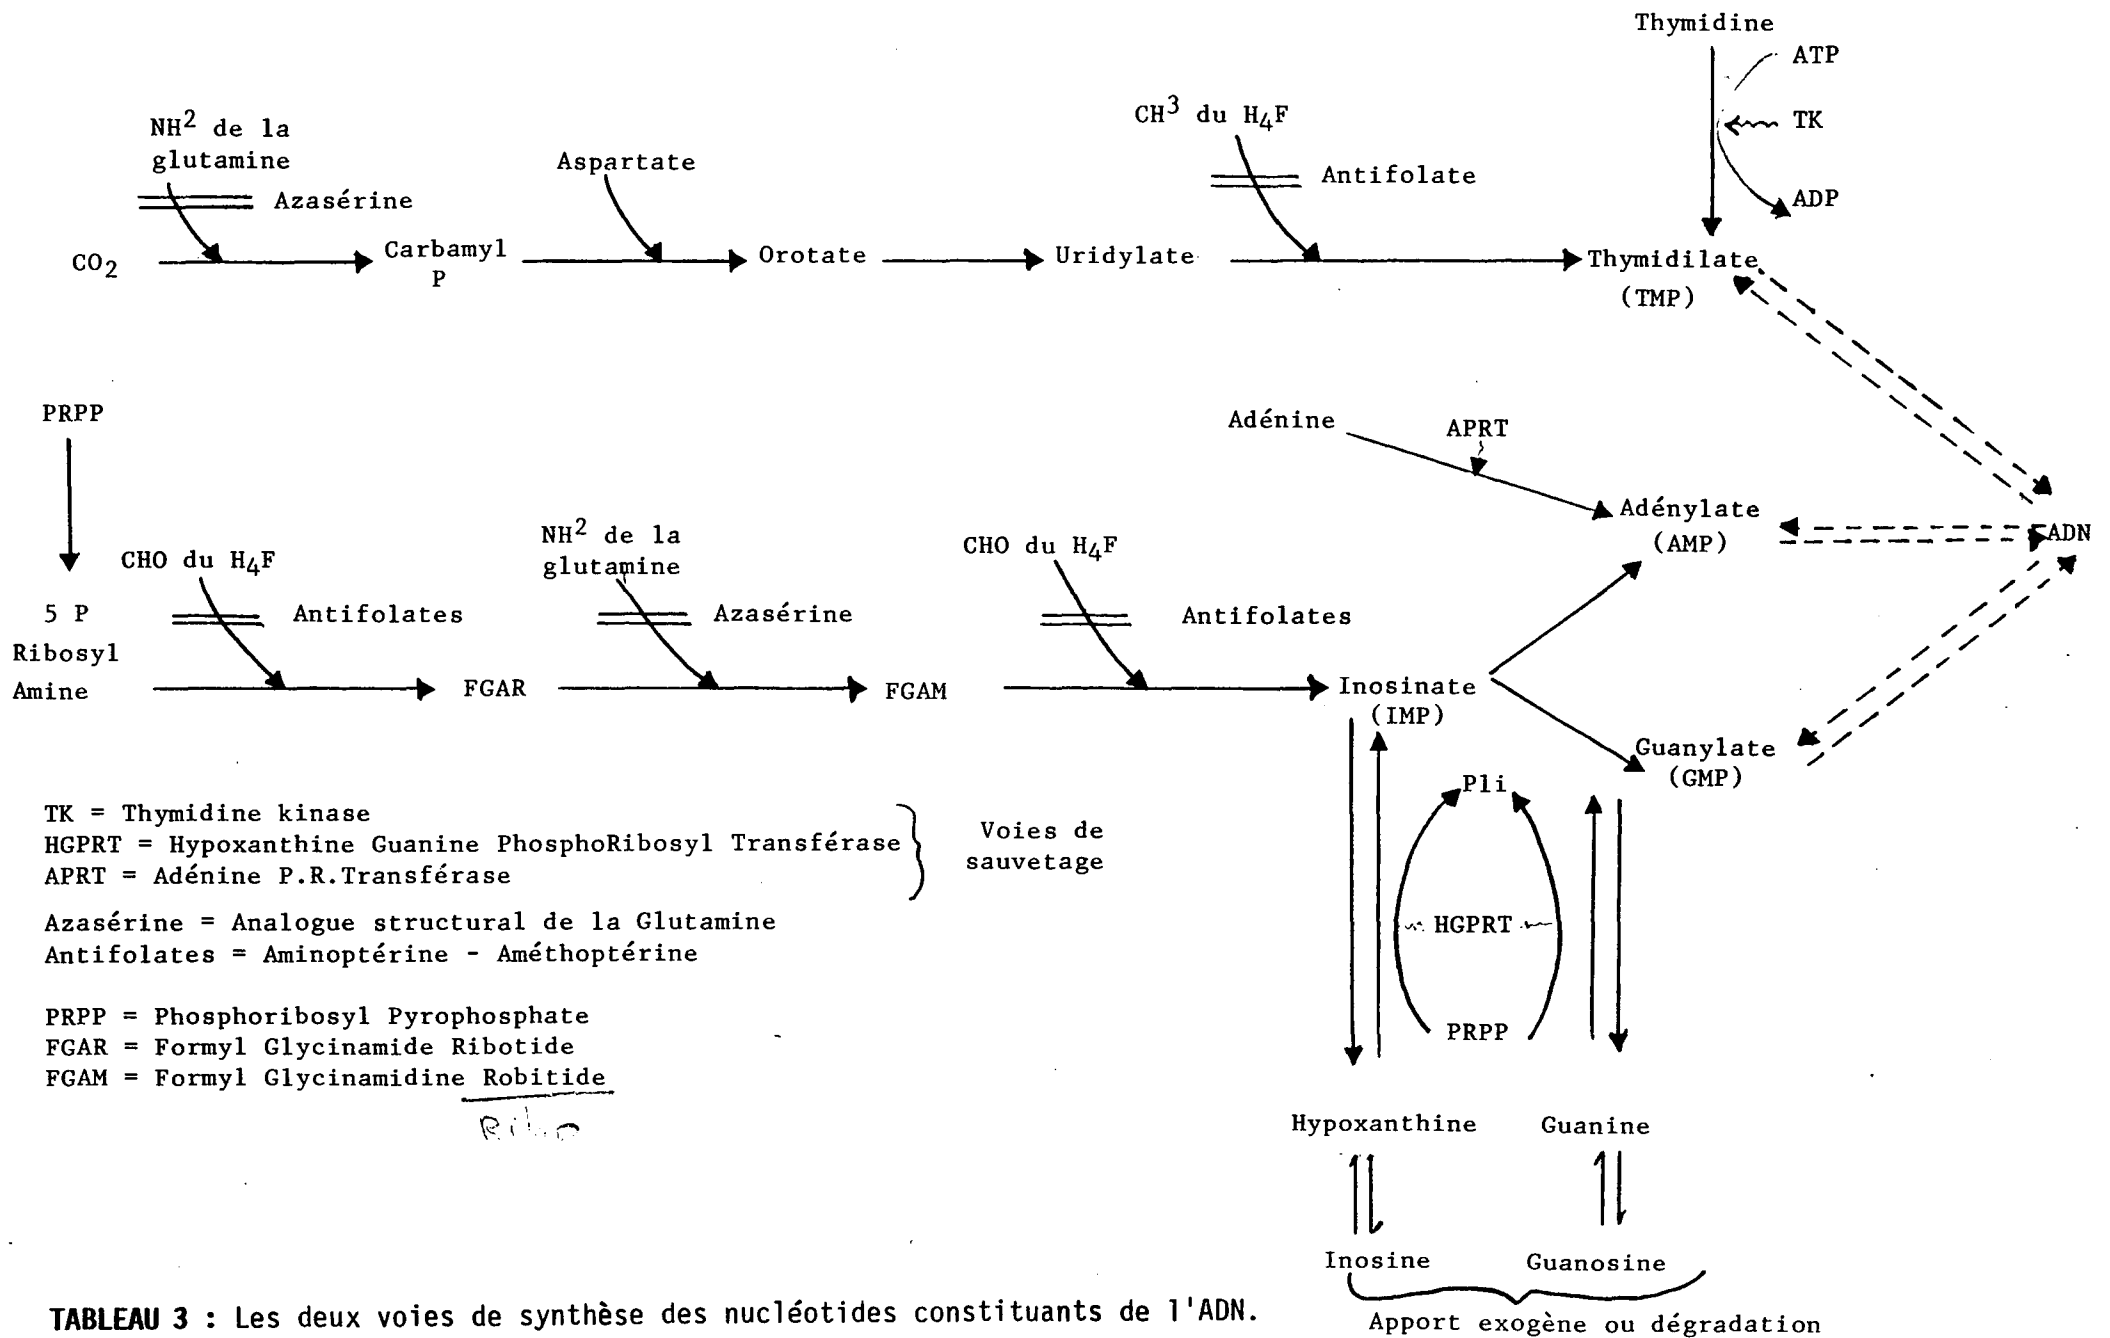 Thymidine
ATP
TK
ADP
NH2 de la
glutamine
Azasérine
Aspartate
CH3 du H4F
Antifolate
CO2
Carbamyl
P
Orotate
Uridylate
Thymidilate
(TMP)
PRPP
Adénine
APRT
Adénylate
(AMP)
ADN
CHO du H4F
Antifolates
NH2 de la
glutamine
Azasérine
CHO du H4F
Antifolates
5 P
Ribosyl
Amine
FGAR
FGAM
Inosinate
(IMP)
Guanylate
(GMP)
Pli
HGPRT
PRPP
Hypoxanthine
Guanine
Inosine
Guanosine
Apport exogène ou dégradation
TK = Thymidine kinase
HGPRT = Hypoxanthine Guanine PhosphoRibosyl Transférase
APRT = Adénine P.R.Transférase
Voies de
sauvetage
Azasérine = Analogue structural de la Glutamine
Antifolates = Aminoptérine - Améthoptérine
PRPP = Phosphoribosyl Pyrophosphate
FGAR = Formyl Glycinamide Ribotide
FGAM = Formyl Glycinamidine Robitide
Ribo
TABLEAU 3 : Les deux voies de synthèse des nucléotides constituants de l'ADN.